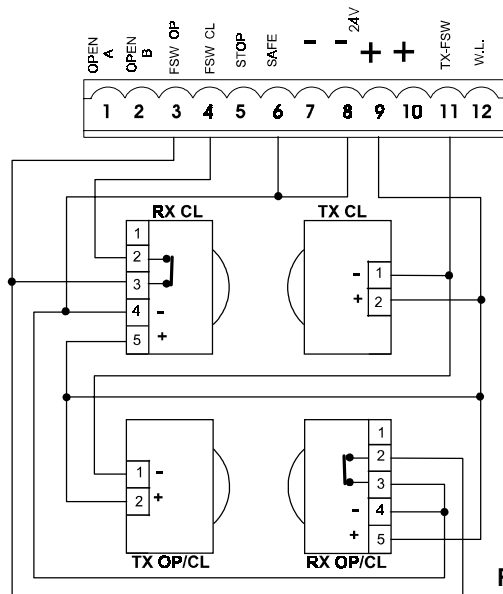 OPEN A
OPEN B
FSW OP
FSW CL
STOP
SAFE
-
- 24V
+
+
TX-FSW
W.L.
1 2 3 4 5 6 7 8 9 10 11 12
RX CL
1
2
3
4 -
5 +
TX CL
- 1
+ 2
1 -
2 +
TX OP/CL
1
2
3
- 4
+ 5
RX OP/CL